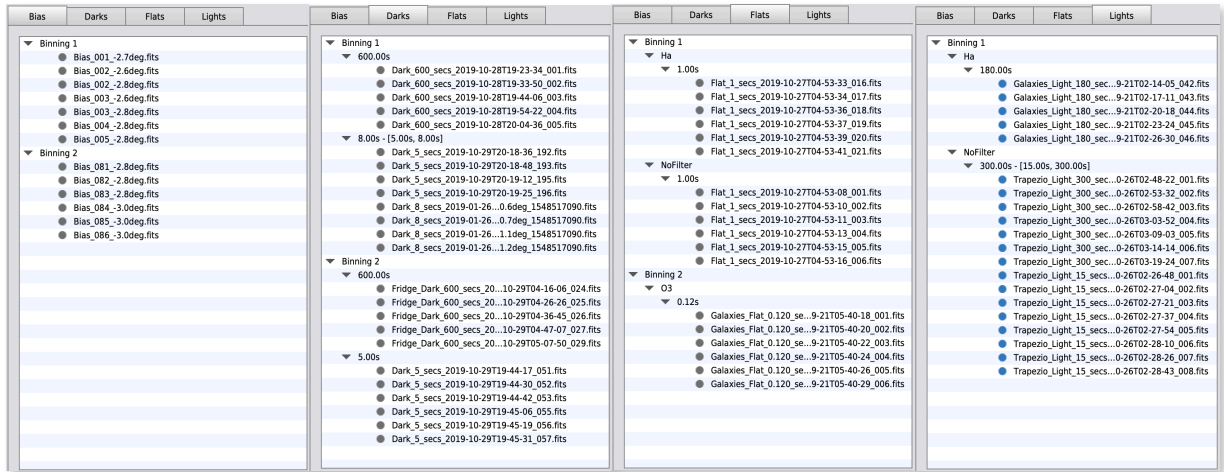 Bias Darks Flats Lights
Binning 1
Bias_001_-2.7deg.fits
Bias_002_-2.6deg.fits
Bias_002_-2.8deg.fits
Bias_003_-2.6deg.fits
Bias_003_-2.8deg.fits
Bias_004_-2.8deg.fits
Bias_005_-2.8deg.fits
Binning 2
Bias_081_-2.8deg.fits
Bias_082_-2.8deg.fits
Bias_083_-2.8deg.fits
Bias_084_-3.0deg.fits
Bias_085_-3.0deg.fits
Bias_086_-3.0deg.fits
Bias Darks Flats Lights
Binning 1
600.00s
Dark_600_secs_2019-10-28T19-23-34_001.fits
Dark_600_secs_2019-10-28T19-33-50_002.fits
Dark_600_secs_2019-10-28T19-44-06_003.fits
Dark_600_secs_2019-10-28T19-54-22_004.fits
Dark_600_secs_2019-10-28T20-04-36_005.fits
8.00s - [5.00s, 8.00s]
Dark_5_secs_2019-10-29T20-18-36_192.fits
Dark_5_secs_2019-10-29T20-18-48_193.fits
Dark_5_secs_2019-10-29T20-19-12_195.fits
Dark_5_secs_2019-10-29T20-19-25_196.fits
Dark_8_secs_2019-01-26...0.6deg_1548517090.fits
Dark_8_secs_2019-01-26...0.7deg_1548517090.fits
Dark_8_secs_2019-01-26...1.1deg_1548517090.fits
Dark_8_secs_2019-01-26...1.2deg_1548517090.fits
Binning 2
600.00s
Fridge_Dark_600_secs_20...10-29T04-16-06_024.fits
Fridge_Dark_600_secs_20...10-29T04-26-26_025.fits
Fridge_Dark_600_secs_20...10-29T04-36-45_026.fits
Fridge_Dark_600_secs_20...10-29T04-47-07_027.fits
Fridge_Dark_600_secs_20...10-29T05-07-50_029.fits
5.00s
Dark_5_secs_2019-10-29T19-44-17_051.fits
Dark_5_secs_2019-10-29T19-44-30_052.fits
Dark_5_secs_2019-10-29T19-44-42_053.fits
Dark_5_secs_2019-10-29T19-45-06_055.fits
Dark_5_secs_2019-10-29T19-45-19_056.fits
Dark_5_secs_2019-10-29T19-45-31_057.fits
Bias Darks Flats Lights
Binning 1
Ha
1.00s
Flat_1_secs_2019-10-27T04-53-33_016.fits
Flat_1_secs_2019-10-27T04-53-34_017.fits
Flat_1_secs_2019-10-27T04-53-36_018.fits
Flat_1_secs_2019-10-27T04-53-37_019.fits
Flat_1_secs_2019-10-27T04-53-39_020.fits
Flat_1_secs_2019-10-27T04-53-41_021.fits
NoFilter
1.00s
Flat_1_secs_2019-10-27T04-53-08_001.fits
Flat_1_secs_2019-10-27T04-53-10_002.fits
Flat_1_secs_2019-10-27T04-53-11_003.fits
Flat_1_secs_2019-10-27T04-53-13_004.fits
Flat_1_secs_2019-10-27T04-53-15_005.fits
Flat_1_secs_2019-10-27T04-53-16_006.fits
Binning 2
O3
0.12s
Galaxies_Flat_0.120_se...9-21T05-40-18_001.fits
Galaxies_Flat_0.120_se...9-21T05-40-20_002.fits
Galaxies_Flat_0.120_se...9-21T05-40-22_003.fits
Galaxies_Flat_0.120_se...9-21T05-40-24_004.fits
Galaxies_Flat_0.120_se...9-21T05-40-26_005.fits
Galaxies_Flat_0.120_se...9-21T05-40-29_006.fits
Bias Darks Flats Lights
Binning 1
Ha
180.00s
Galaxies_Light_180_sec...9-21T02-14-05_042.fits
Galaxies_Light_180_sec...9-21T02-17-11_043.fits
Galaxies_Light_180_sec...9-21T02-20-18_044.fits
Galaxies_Light_180_sec...9-21T02-23-24_045.fits
Galaxies_Light_180_sec...9-21T02-26-30_046.fits
NoFilter
300.00s - [15.00s, 300.00s]
Trapezio_Light_300_sec...0-26T02-48-22_001.fits
Trapezio_Light_300_sec...0-26T02-53-32_002.fits
Trapezio_Light_300_sec...0-26T02-58-42_003.fits
Trapezio_Light_300_sec...0-26T03-03-52_004.fits
Trapezio_Light_300_sec...0-26T03-09-03_005.fits
Trapezio_Light_300_sec...0-26T03-14-14_006.fits
Trapezio_Light_300_sec...0-26T03-19-24_007.fits
Trapezio_Light_15_secs...0-26T02-26-48_001.fits
Trapezio_Light_15_secs...0-26T02-27-04_002.fits
Trapezio_Light_15_secs...0-26T02-27-21_003.fits
Trapezio_Light_15_secs...0-26T02-27-37_004.fits
Trapezio_Light_15_secs...0-26T02-27-54_005.fits
Trapezio_Light_15_secs...0-26T02-28-10_006.fits
Trapezio_Light_15_secs...0-26T02-28-26_007.fits
Trapezio_Light_15_secs...0-26T02-28-43_008.fits